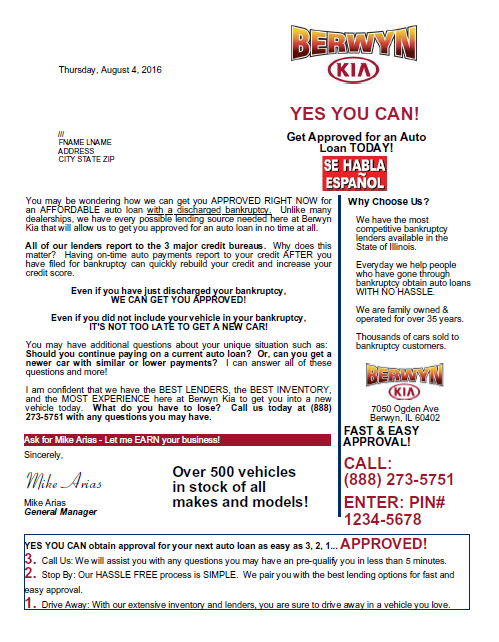 BERWYN
KIA
Thursday, August 4, 2016
YES YOU CAN!
Get Approved for an Auto
Loan TODAY!
SE HABLA
ESPAÑOL
///
FNAME LNAME
ADDRESS
CITY STATE ZIP
You may be wondering how we can get you APPROVED RIGHT NOW for
an AFFORDABLE auto loan with a discharged bankruptcy. Unlike many
dealerships, we have every possible lending source needed here at Berwyn
Kia that will allow us to get you approved for an auto loan in no time at all.
All of our lenders report to the 3 major credit bureaus. Why does this
matter? Having on-time auto payments report to your credit AFTER you
have filed for bankruptcy can quickly rebuild your credit and increase your
credit score.
Even if you have just discharged your bankruptcy,
WE CAN GET YOU APPROVED!
Even if you did not include your vehicle in your bankruptcy,
IT'S NOT TOO LATE TO GET A NEW CAR!
You may have additional questions about your unique situation such as:
Should you continue paying on a current auto loan? Or, can you get a
newer car with similar or lower payments? I can answer all of these
questions and more!
I am confident that we have the BEST LENDERS, the BEST INVENTORY,
and the MOST EXPERIENCE here at Berwyn Kia to get you into a new
vehicle today. What do you have to lose? Call us today at (888)
273-5751 with any questions you may have.
Ask for Mike Arias - Let me EARN your business!
Sincerely,
Mike Arias
Mike Arias
General Manager
Over 500 vehicles
in stock of all
makes and models!
Why Choose Us?
We have the most
competitive bankruptcy
lenders available in the
State of Illinois.
Everyday we help people
who have gone through
bankruptcy obtain auto loans
WITH NO HASSLE.
We are family owned &
operated for over 35 years.
Thousands of cars sold to
bankruptcy customers.
BERWYN
KIA
7050 Ogden Ave
Berwyn, IL 60402
FAST & EASY
APPROVAL!
CALL:
(888) 273-5751
ENTER: PIN#
1234-5678
YES YOU CAN obtain approval for your next auto loan as easy as 3, 2, 1... APPROVED!
3. Call Us: We will assist you with any questions you may have an pre-qualify you in less than 5 minutes.
2. Stop By: Our HASSLE FREE process is SIMPLE. We pair you with the best lending options for fast and
easy approval.
1. Drive Away: With our extensive inventory and lenders, you are sure to drive away in a vehicle you love.